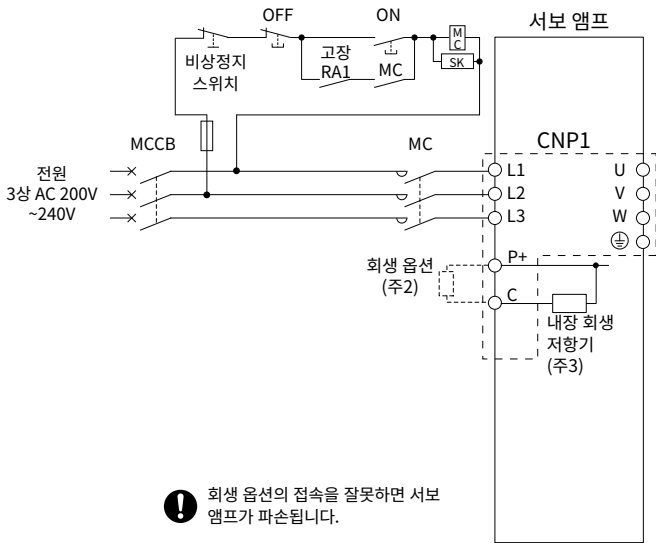 OFF
ON
서보 앰프
비상정지
스위치
고장
RA1
MC
M
C
SK
MCCB
MC
CNP1
전원
3상 AC 200V
~240V
L1
L2
L3
U
V
W
P+
C
회생 옵션
(주2)
내장 회생
저항기
(주3)
회생 옵션의 접속을 잘못하면 서보
앰프가 파손됩니다.